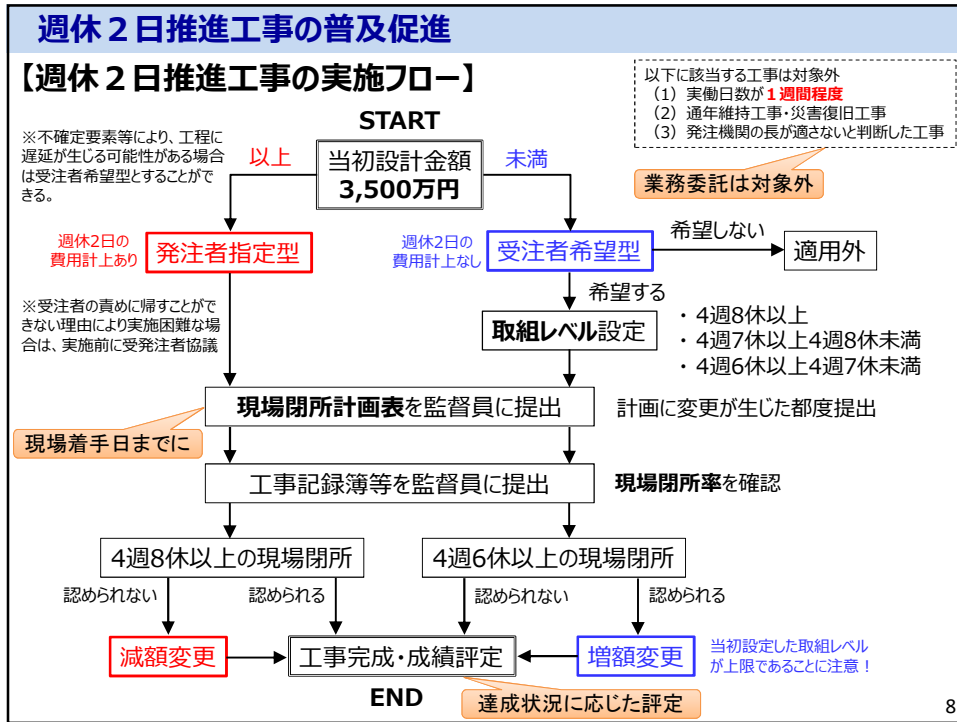 週休２日推進工事の普及促進
【週休２日推進工事の実施フロー】
以下に該当する工事は対象外
（1）実働日数が１週間程度
（2）通年維持工事・災害復旧工事
（3）発注機関の長が適さないと判断した工事
業務委託は対象外
START
※不確定要素等により、工程に
遅延が生じる可能性がある場合
は受注者希望型とすることがで
きる。
以上
当初設計金額
3,500万円
未満
週休2日の
費用計上あり
発注者指定型
週休2日の
費用計上なし
受注者希望型
希望しない
適用外
※受注者の責めに帰すことがで
きない理由により実施困難な場
合は、実施前に受発注者協議
希望する
取組レベル設定
・4週8休以上
・4週7休以上4週8休未満
・4週6休以上4週7休未満
現場閉所計画表を監督員に提出
計画に変更が生じた都度提出
現場着手日までに
工事記録簿等を監督員に提出
現場閉所率を確認
4週8休以上の現場閉所
4週6休以上の現場閉所
認められない
認められる
認められない
認められる
減額変更
工事完成・成績評定
増額変更
当初設定した取組レベル
が上限であることに注意！
END
達成状況に応じた評定
8